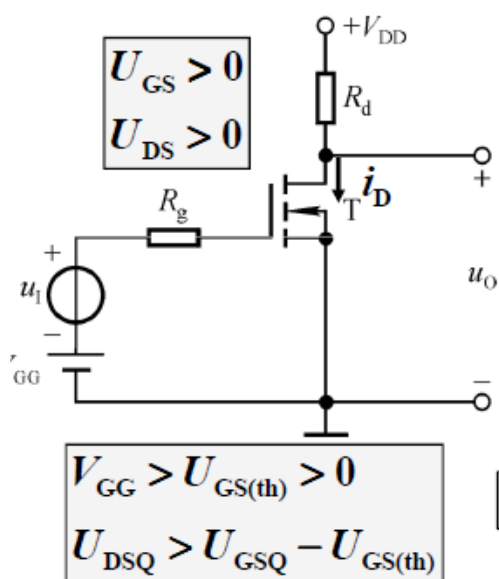 +V_DD
U_GS > 0
U_DS > 0
R_d
+
i_D
T
R_g
+
u_I
−
u_O
GG
−
V_GG > U_GS(th) > 0
U_DSQ > U_GSQ − U_GS(th)